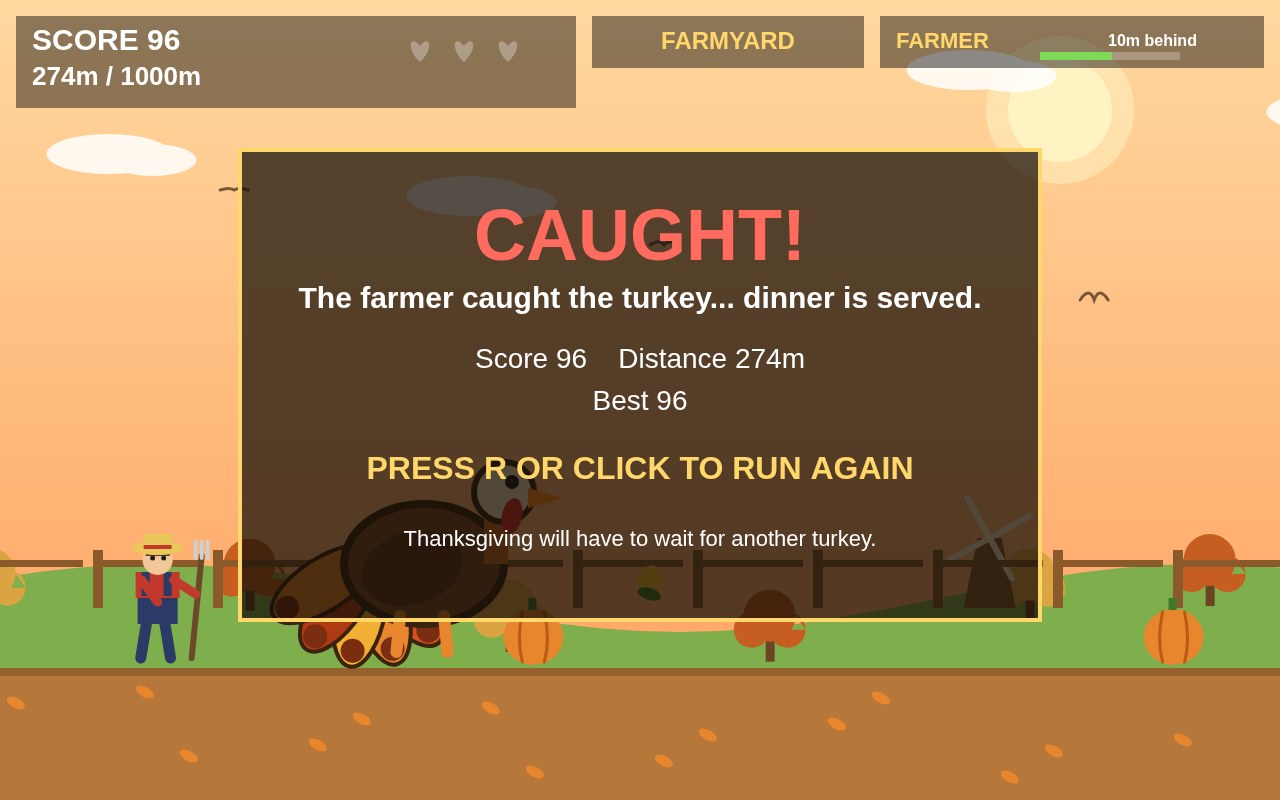 SCORE 96
274m / 1000m
FARMYARD
FARMER
10m behind
CAUGHT!
The farmer caught the turkey... dinner is served.
Score 96 Distance 274m
Best 96
PRESS R OR CLICK TO RUN AGAIN
Thanksgiving will have to wait for another turkey.